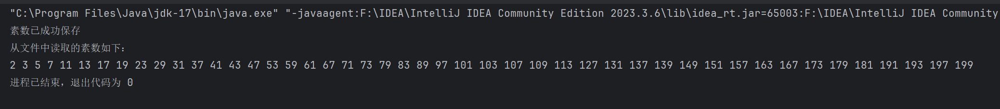 "C:\Program Files\Java\jdk-17\bin\java.exe" "-javaagent:F:\IDEA\IntelliJ IDEA Community Edition 2023.3.6\lib\idea_rt.jar=65003:F:\IDEA\IntelliJ IDEA Community
素数已成功保存
从文件中读取的素数如下：
2 3 5 7 11 13 17 19 23 29 31 37 41 43 47 53 59 61 67 71 73 79 83 89 97 101 103 107 109 113 127 131 137 139 149 151 157 163 167 173 179 181 191 193 197 199
进程已结束，退出代码为 0